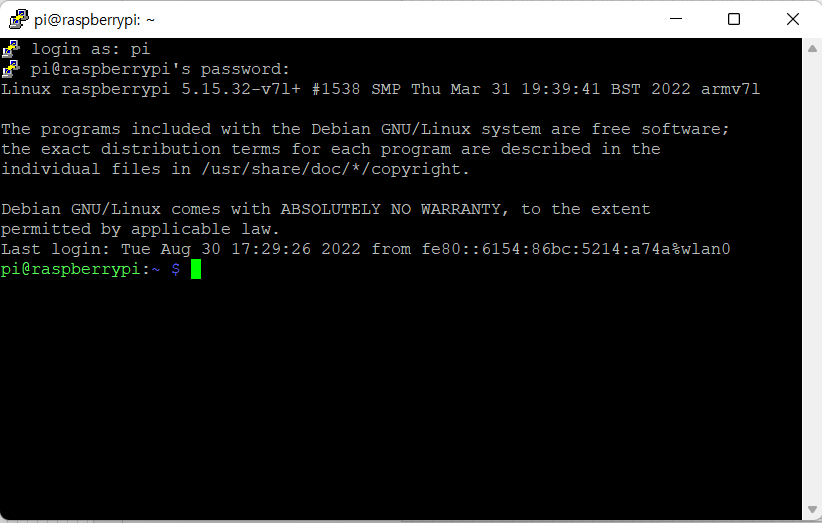 pi@raspberrypi: ~
login as: pi
pi@raspberrypi's password:
Linux raspberrypi 5.15.32-v7l+ #1538 SMP Thu Mar 31 19:39:41 BST 2022 armv7l
The programs included with the Debian GNU/Linux system are free software;
the exact distribution terms for each program are described in the
individual files in /usr/share/doc/*/copyright.
Debian GNU/Linux comes with ABSOLUTELY NO WARRANTY, to the extent
permitted by applicable law.
Last login: Tue Aug 30 17:29:26 2022 from fe80::6154:86bc:5214:a74a%wlan0
pi@raspberrypi:~ $